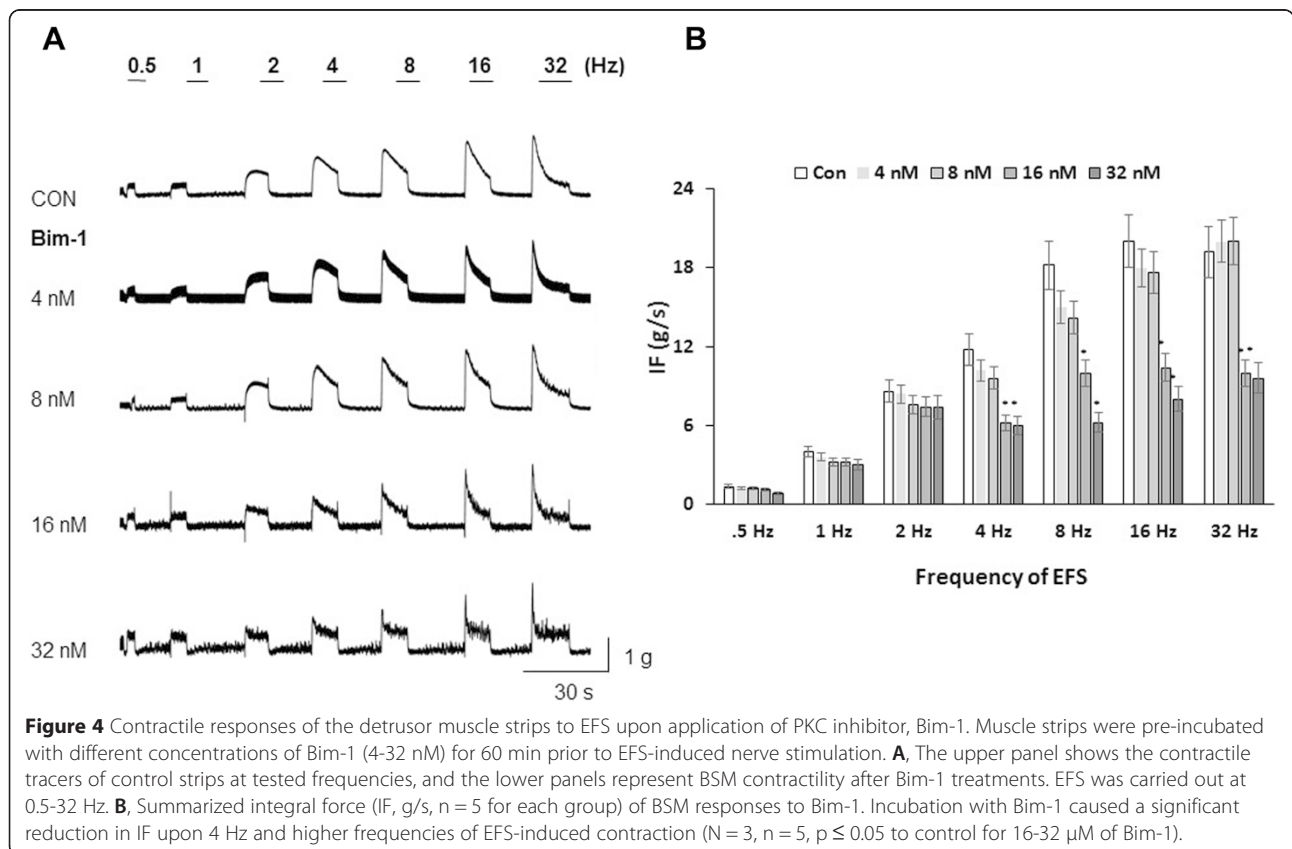 A
0.5 1 2 4 8 16 32 (Hz)
CON
Bim-1
4 nM
8 nM
16 nM
32 nM
1 g
30 s
B
Con 4 nM 8 nM 16 nM 32 nM
24
18
12
6
0
IF (g/s)
.5 Hz 1 Hz 2 Hz 4 Hz 8 Hz 16 Hz 32 Hz
Frequency of EFS
Figure 4 Contractile responses of the detrusor muscle strips to EFS upon application of PKC inhibitor, Bim-1. Muscle strips were pre-incubated
with different concentrations of Bim-1 (4-32 nM) for 60 min prior to EFS-induced nerve stimulation. A, The upper panel shows the contractile
tracers of control strips at tested frequencies, and the lower panels represent BSM contractility after Bim-1 treatments. EFS was carried out at
0.5-32 Hz. B, Summarized integral force (IF, g/s, n = 5 for each group) of BSM responses to Bim-1. Incubation with Bim-1 caused a significant
reduction in IF upon 4 Hz and higher frequencies of EFS-induced contraction (N = 3, n = 5, p ≤ 0.05 to control for 16-32 μM of Bim-1).